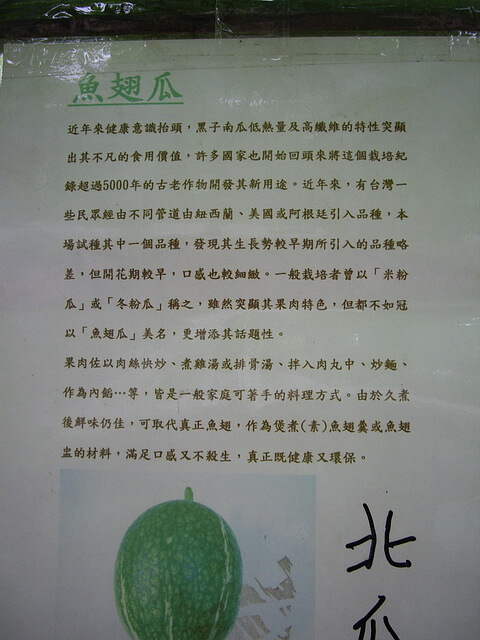 魚翅瓜
近年來健康意識抬頭，黑子南瓜低熱量及高纖維的特性突顯
出其不凡的食用價值，許多國家也開始回頭來將這個栽培紀
錄超過5000年的古老作物開發其新用途。近年來，有台灣一
些民眾經由不同管道由紐西蘭、美國或阿根廷引入品種，本
場試種其中一個品種，發現其生長勢較早期所引入的品種略
差，但開花期較早，口感也較細緻。一般栽培者曾以「米粉
瓜」或「冬粉瓜」稱之，雖然突顯其果肉特色，但都不如冠
以「魚翅瓜」美名，更增添其話題性。
果肉佐以肉絲快炒、煮雞湯或排骨湯、拌入肉丸中、炒麵、
作為內餡…等，皆是一般家庭可著手的料理方式。由於久煮
後鮮味仍佳，可取代真正魚翅，作為煲煮(素)魚翅羹或魚翅
盅的材料，滿足口感又不殺生，真正既健康又環保。
北
瓜